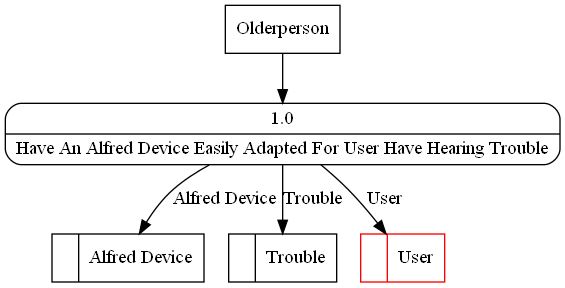 Olderperson
1.0
Have An Alfred Device Easily Adapted For User Have Hearing Trouble
Alfred Device Trouble User
Alfred Device Trouble User